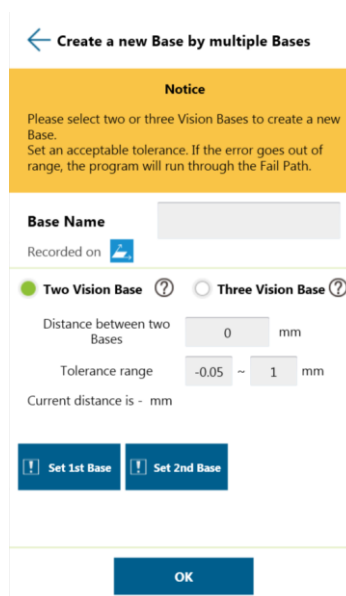 Create a new Base by multiple Bases
Notice
Please select two or three Vision Bases to create a new
Base.
Set an acceptable tolerance. If the error goes out of
range, the program will run through the Fail Path.
Base Name
Recorded on
Two Vision Base ? Three Vision Base ?
Distance between two
Bases
0 mm
Tolerance range -0.05 ~ 1 mm
Current distance is - mm
! Set 1st Base ! Set 2nd Base
OK